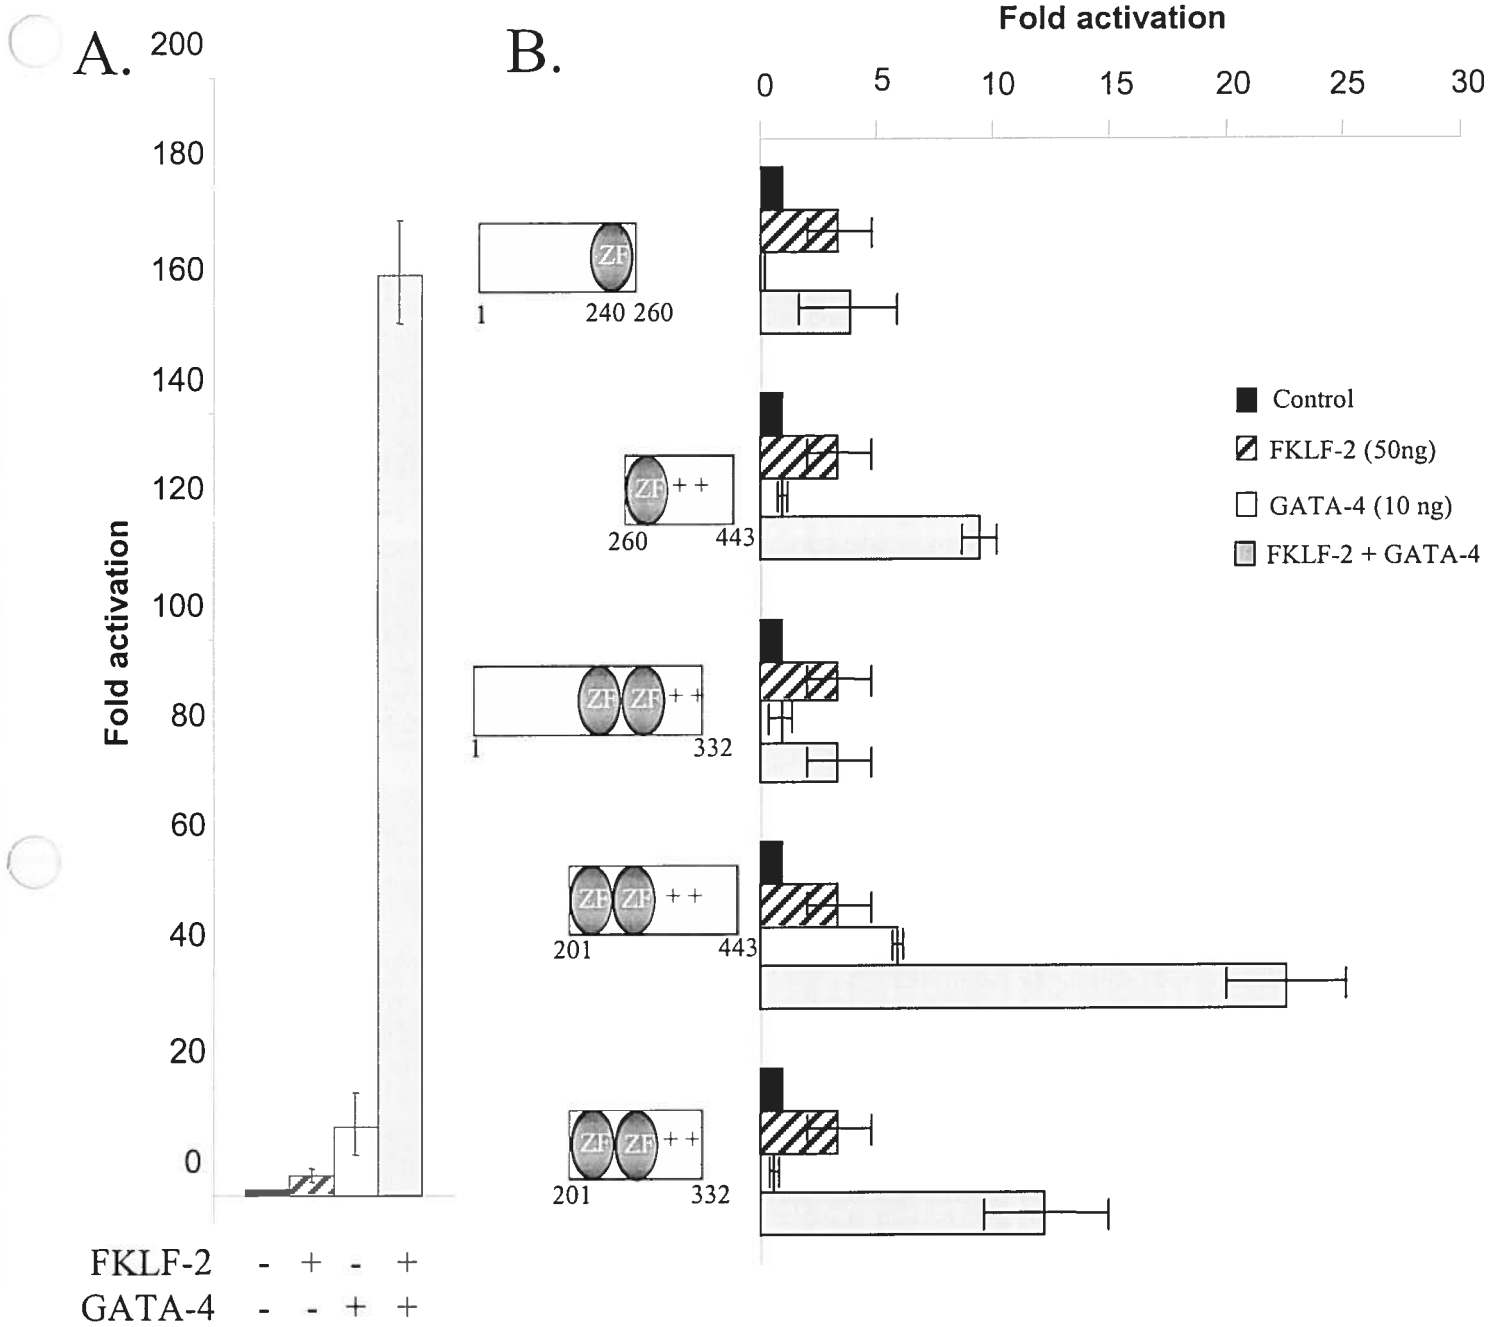 A.
Fold activation
200
180
160
140
120
100
80
60
40
20
0
FKLF-2 - + - +
GATA-4 - - + +
B.
Fold activation
0 5 10 15 20 25 30
ZF
1 240 260
ZF ++
260 443
ZF ZF ++
1 332
ZF ZF ++
201 443
ZF ZF ++
201 332
Control
FKLF-2 (50ng)
GATA-4 (10 ng)
FKLF-2 + GATA-4